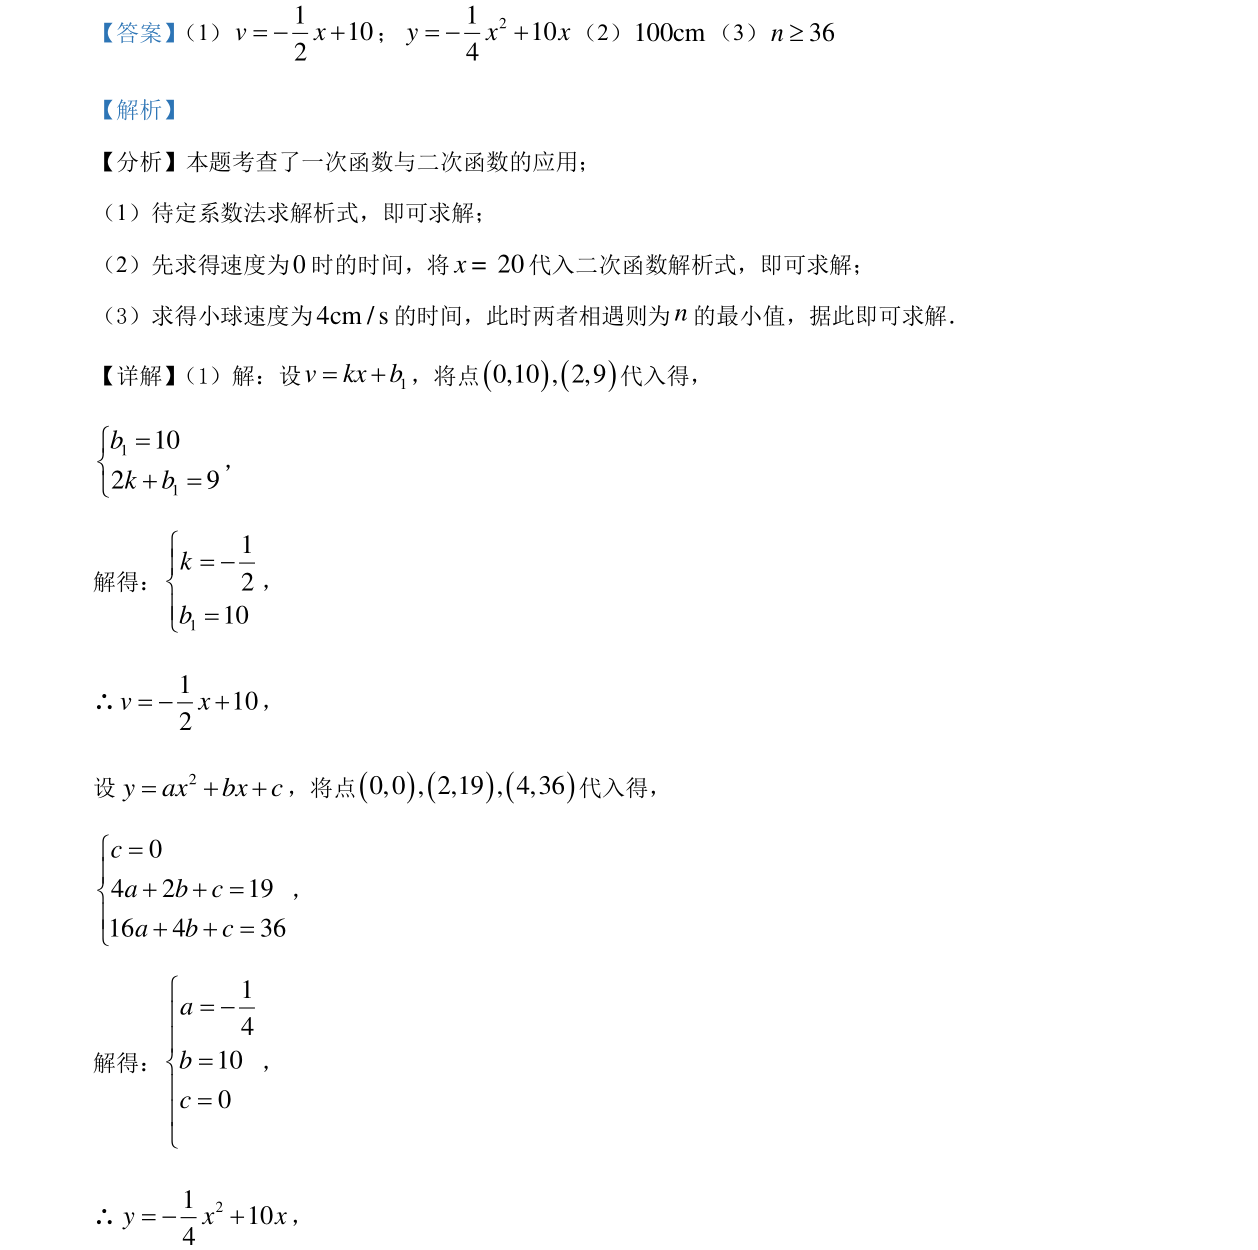 【答案】（1）v = −1/2 x+10； y = −1/4 x² +10x（2）100cm（3）n ≥ 36
【解析】
【分析】本题考查了一次函数与二次函数的应用；
（1）待定系数法求解析式，即可求解；
（2）先求得速度为0时的时间，将x = 20代入二次函数解析式，即可求解；
（3）求得小球速度为4cm / s的时间，此时两者相遇则为n的最小值，据此即可求解．
【详解】（1）解：设v = kx + b₁，将点(0,10),(2,9)代入得，
{b₁ = 10
2k + b₁ = 9，
解得：{k = −1/2
b₁ = 10，
∴v = −1/2 x+10，
设y = ax² + bx + c，将点(0,0),(2,19),(4,36)代入得，
{c = 0
4a + 2b + c = 19，
16a + 4b + c = 36
解得：{a = −1/4
b = 10，
c = 0
∴y = −1/4 x² +10x，